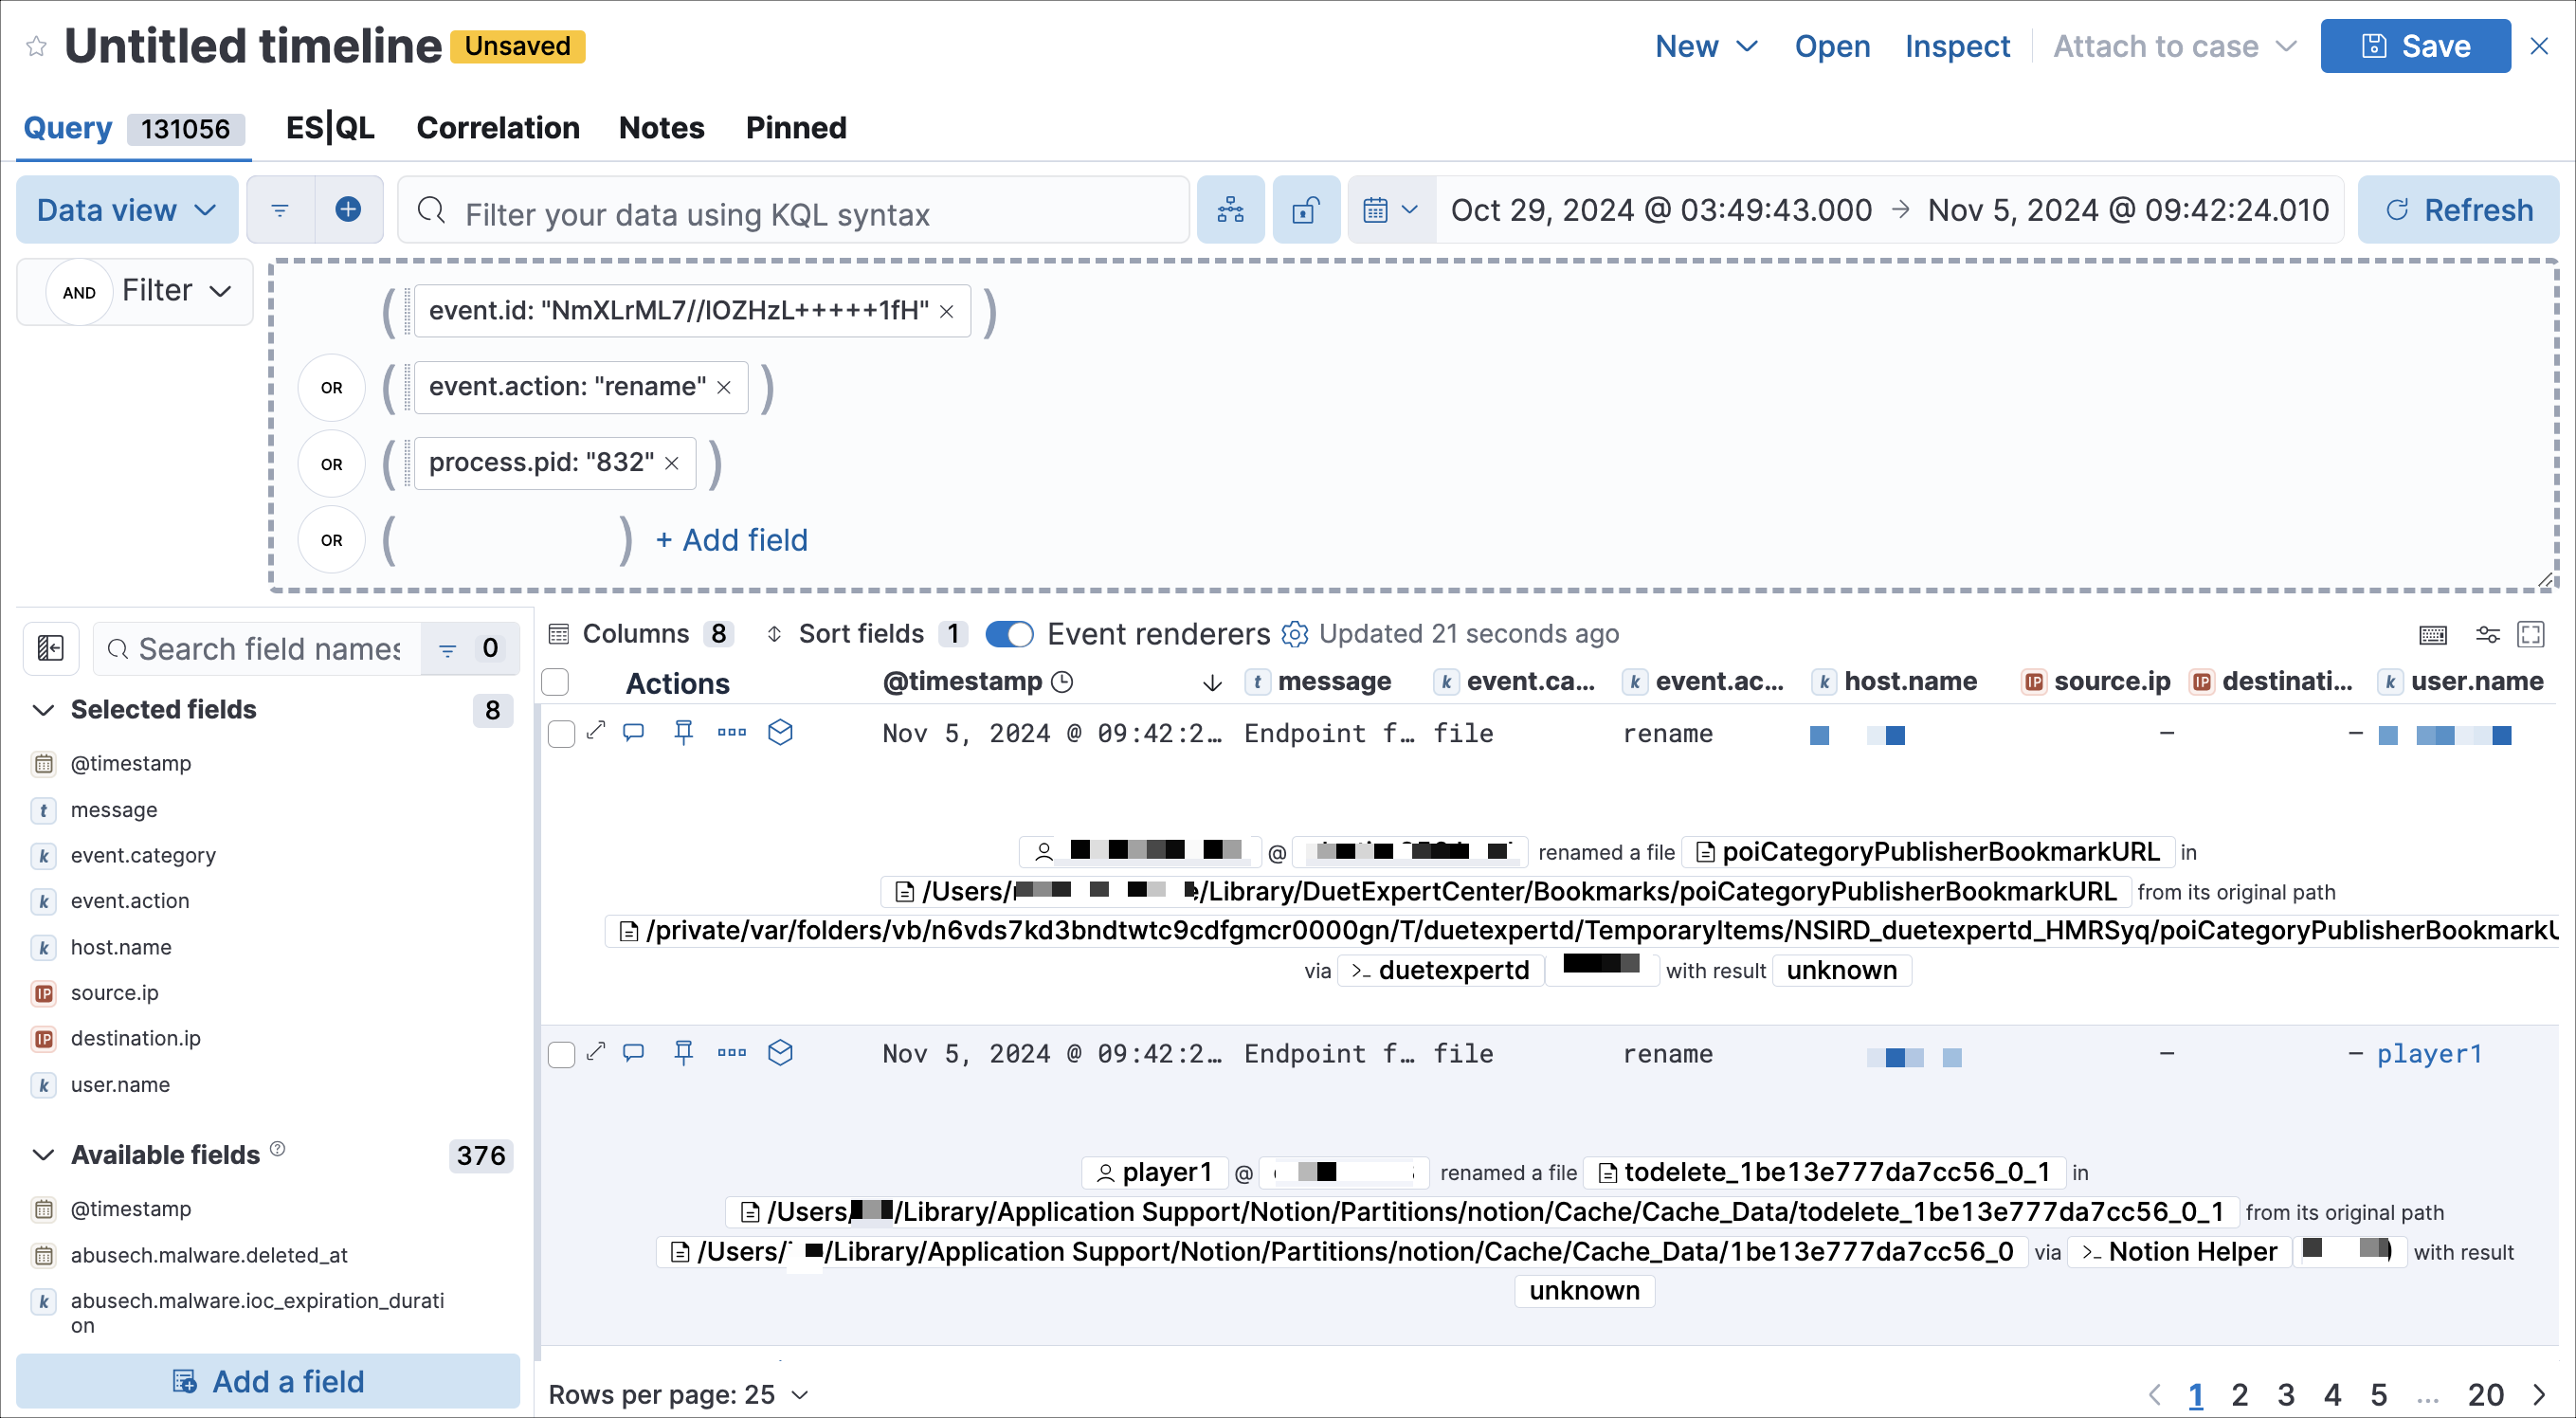 Untitled timeline Unsaved New Open Inspect Attach to case Save
Query 131056 ES|QL Correlation Notes Pinned
Data view Filter your data using KQL syntax Oct 29, 2024 @ 03:49:43.000 → Nov 5, 2024 @ 09:42:24.010 Refresh
AND Filter
( event.id: "NmXLrML7//IOZHzL+++++1fH" × )
OR ( event.action: "rename" × )
OR ( process.pid: "832" × )
OR ( ) + Add field
Search field names 0
Selected fields 8
@timestamp
t message
k event.category
k event.action
k host.name
IP source.ip
IP destination.ip
k user.name
Available fields 376
@timestamp
abusech.malware.deleted_at
k abusech.malware.ioc_expiration_durati
on
Add a field
Columns 8 Sort fields 1 Event renderers Updated 21 seconds ago
Actions @timestamp t message k event.ca... k event.ac... k host.name IP source.ip IP destinati... k user.name
Nov 5, 2024 @ 09:42:2… Endpoint f… file rename — —
@ renamed a file poiCategoryPublisherBookmarkURL in
/Users/ /Library/DuetExpertCenter/Bookmarks/poiCategoryPublisherBookmarkURL from its original path
/private/var/folders/vb/n6vds7kd3bndtwtc9cdfgmcr0000gn/T/duetexpertd/TemporaryItems/NSIRD_duetexpertd_HMRSyq/poiCategoryPublisherBookmarkU
via >_ duetexpertd with result unknown
Nov 5, 2024 @ 09:42:2… Endpoint f… file rename — — player1
player1 @ renamed a file todelete_1be13e777da7cc56_0_1 in
/Users/ /Library/Application Support/Notion/Partitions/notion/Cache/Cache_Data/todelete_1be13e777da7cc56_0_1 from its original path
/Users/ /Library/Application Support/Notion/Partitions/notion/Cache/Cache_Data/1be13e777da7cc56_0 via >_ Notion Helper with result
unknown
Rows per page: 25 1 2 3 4 5 ... 20